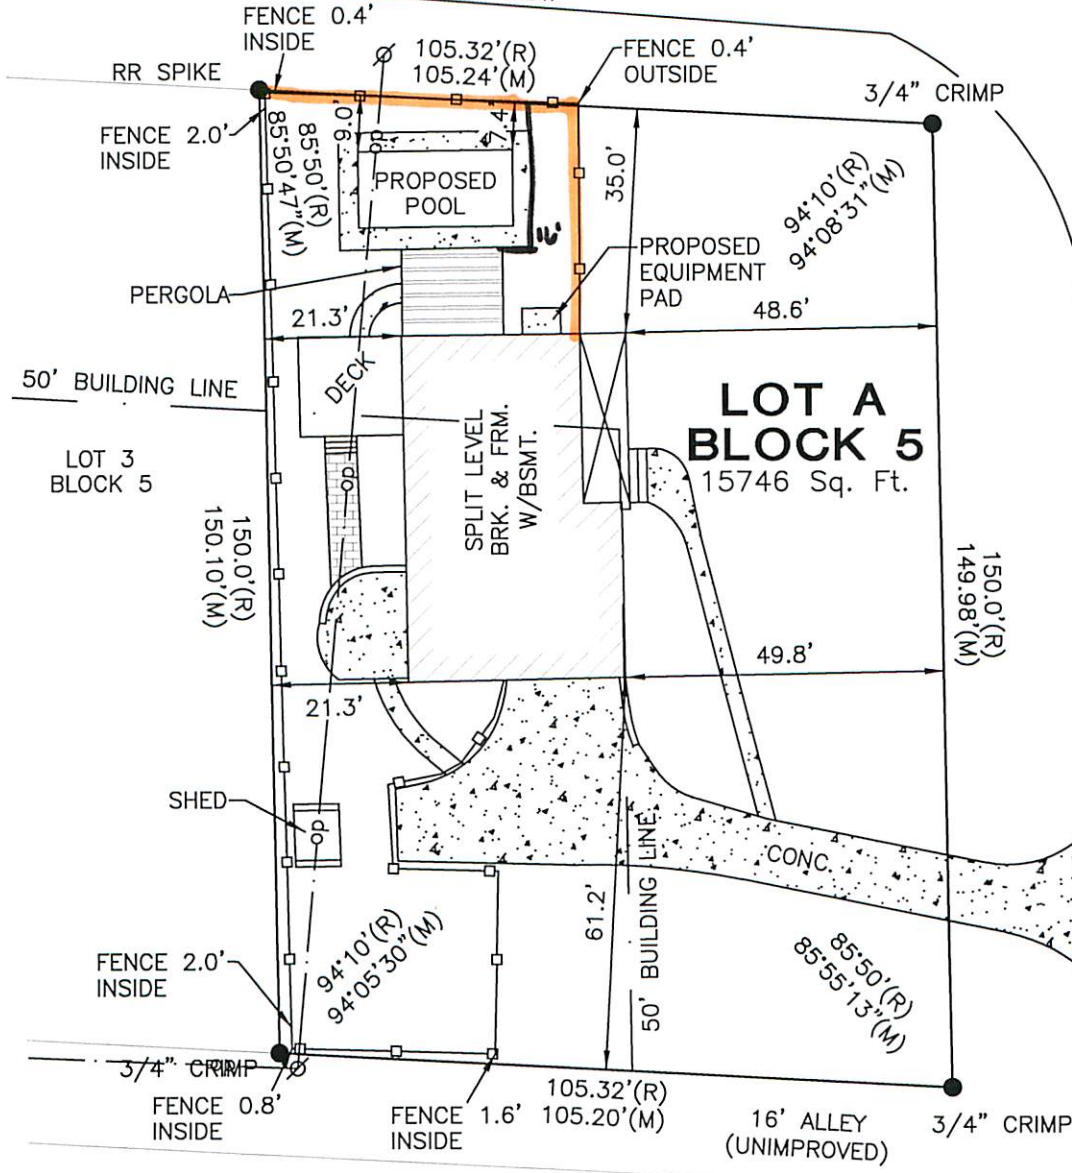 FENCE 0.4'
INSIDE
105.32'(R)
105.24'(M)
FENCE 0.4'
OUTSIDE
RR SPIKE
3/4" CRIMP
FENCE 2.0'
INSIDE
85°50'(R)
85°50'47"(M)
9.0'
op
7.4'
PROPOSED
POOL
35.0'
94°10'(R)
94°08'31"(M)
16'
PROPOSED
EQUIPMENT
PAD
PERGOLA
21.3'
48.6'
DECK
50' BUILDING LINE
LOT A
BLOCK 5
15746 Sq. Ft.
LOT 3
BLOCK 5
op
SPLIT LEVEL
BRK. & FRM.
W/BSMT.
150.0'(R)
150.10'(M)
150.0'(R)
149.98'(M)
49.8'
21.3'
SHED
op
CONC.
50' BUILDING LINE
61.2'
94°10'(R)
94°05'30"(M)
85°50'(R)
85°55'13"(M)
FENCE 2.0'
INSIDE
3/4" CRIMP
FENCE 0.8'
INSIDE
FENCE 1.6'
INSIDE
105.32'(R)
105.20'(M)
16' ALLEY
(UNIMPROVED)
3/4" CRIMP